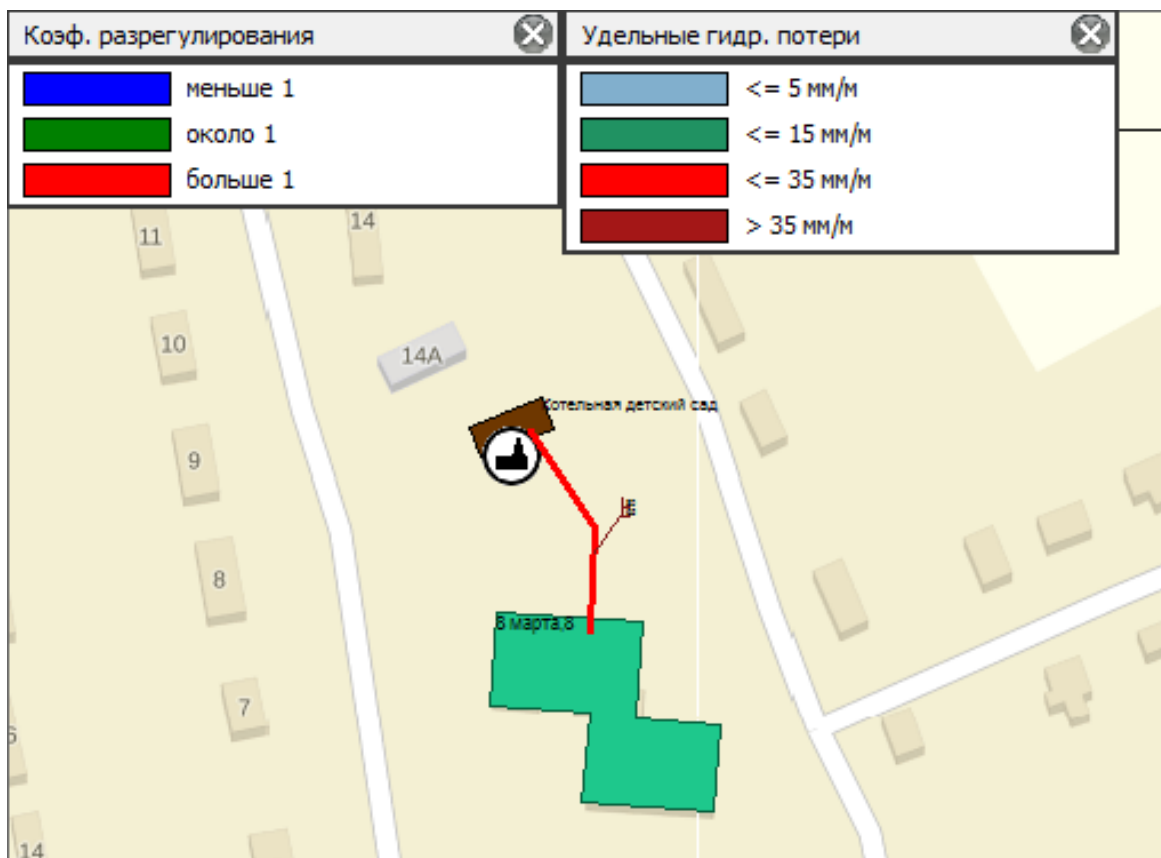 Коэф. разрегулирования
меньше 1
около 1
больше 1
Удельные гидр. потери
<= 5 мм/м
<= 15 мм/м
<= 35 мм/м
> 35 мм/м
11
14
10
14А
Котельная детский сад
9
8
8 марта,8
7
6
14